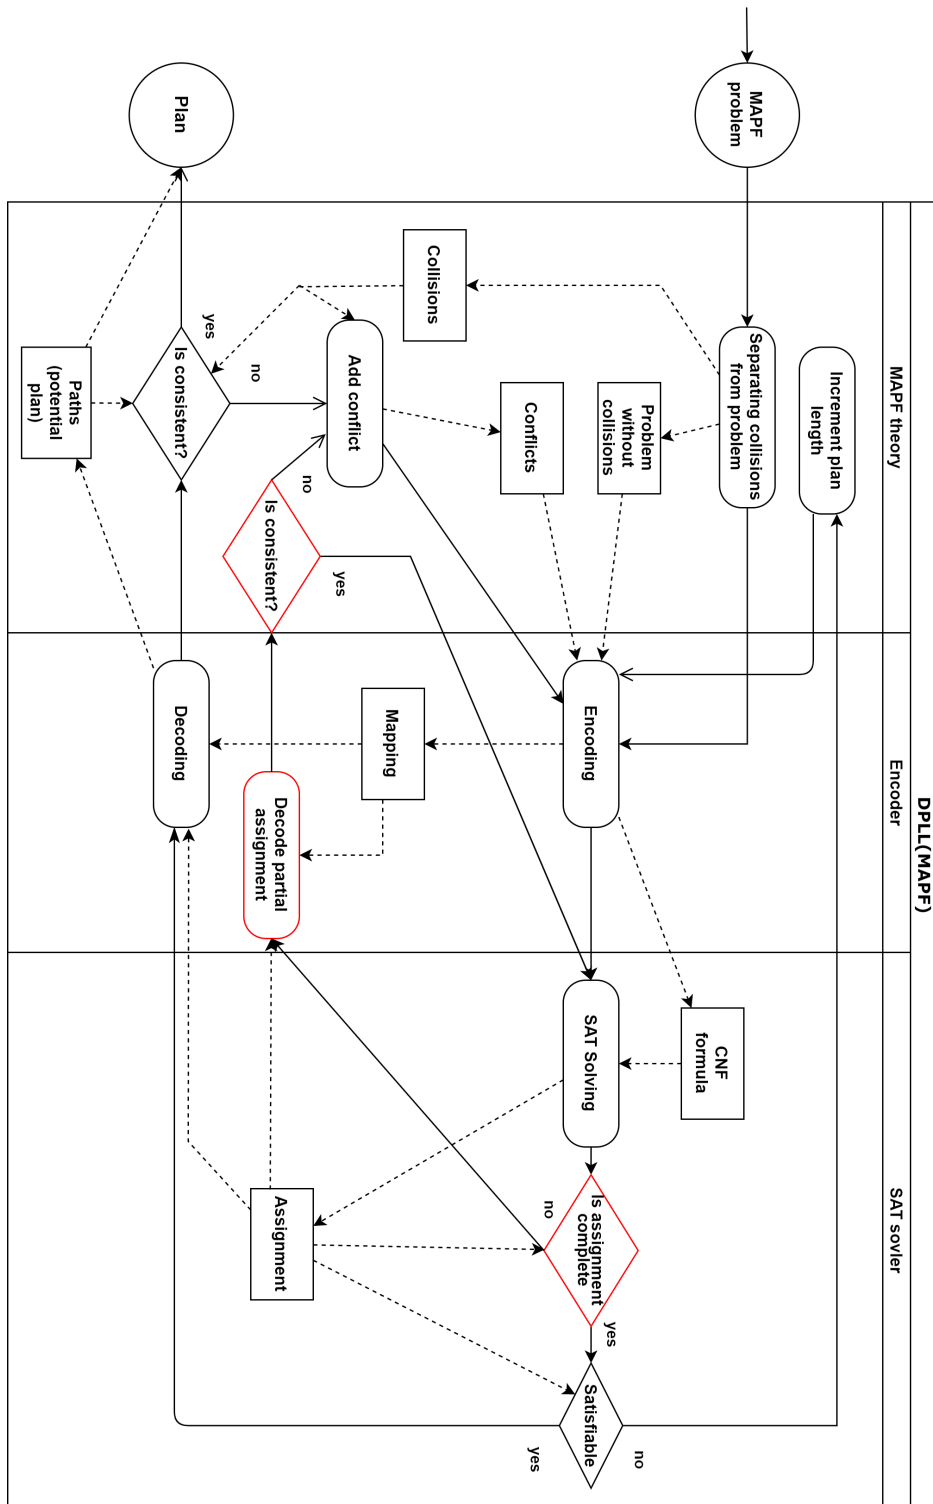 DPLL(MAPF)
MAPF theory
Encoder
SAT sovler
MAPF
problem
Increment plan
length
Separating collisions
from problem
Problem
without
collisions
Conflicts
Collisions
Add conflict
Is consistent?
no
yes
Is consistent?
no
yes
Plan
Paths
(potential
plan)
Encoding
Mapping
Decode partial
assignment
Decoding
CNF
formula
SAT Solving
Is assignment
complete
no
yes
Assignment
Satisfiable
no
yes